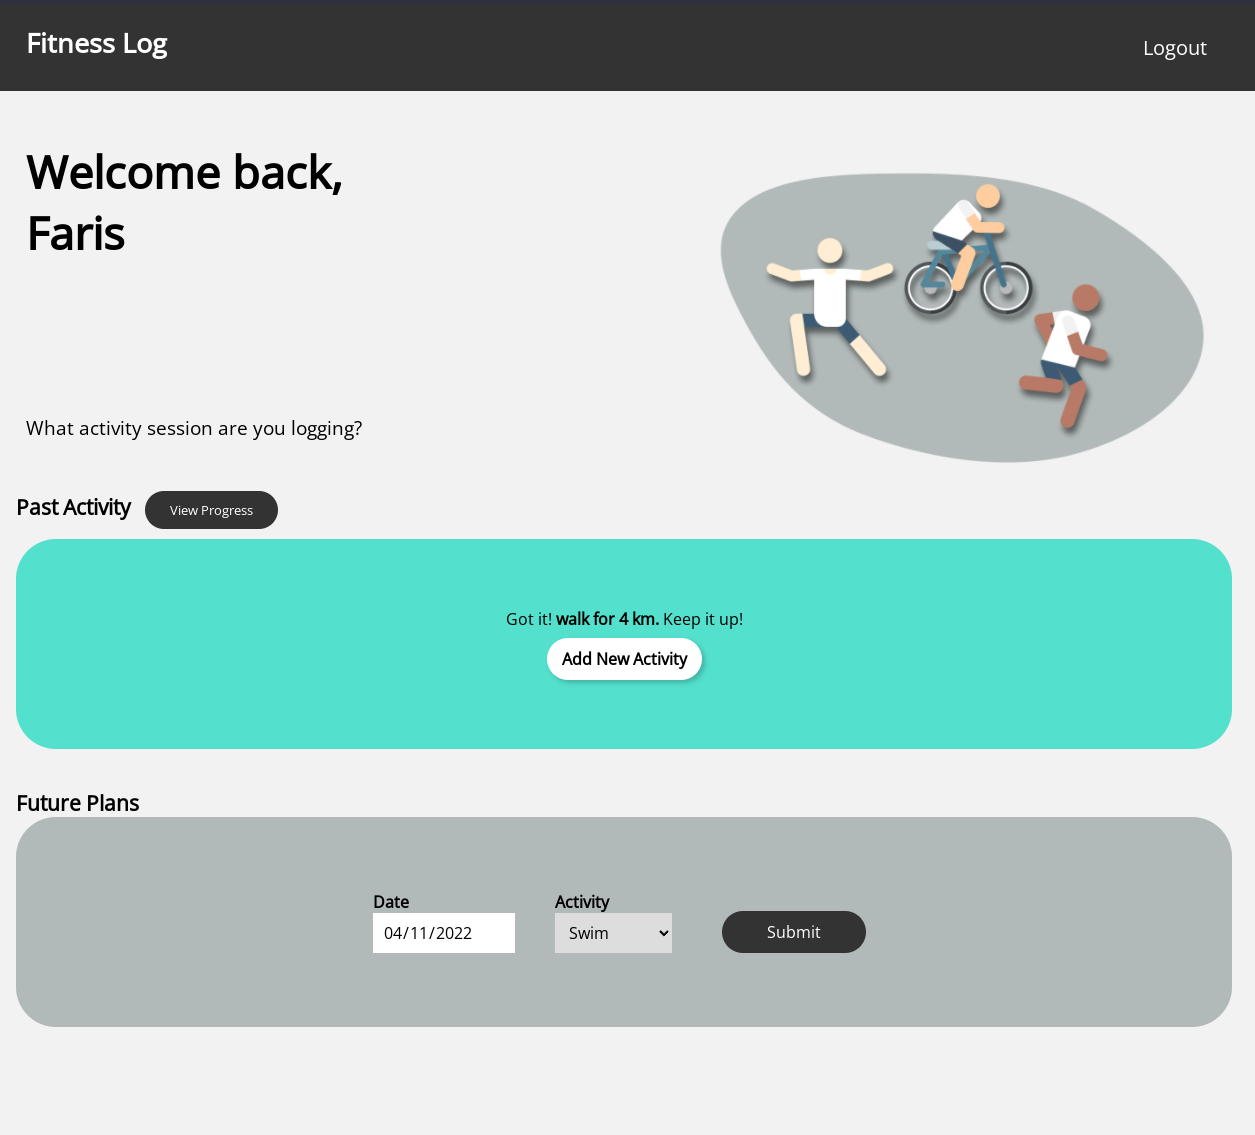 Fitness Log
Logout
Welcome back,
Faris
What activity session are you logging?
Past Activity
View Progress
Got it! walk for 4 km. Keep it up!
Add New Activity
Future Plans
Date
Activity
04/11/2022
Swim
Submit